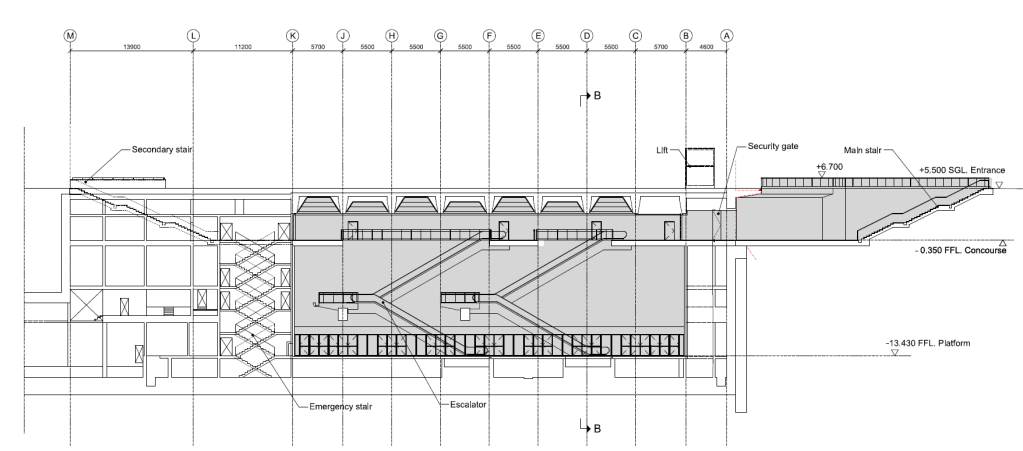 M L K J H G F E D C B A
13900 11200 5700 5500 5500 5500 5500 5500 5500 5700 4600
B
Secondary stair
Lift
Security gate
Main stair
+6.700
+5.500 SGL. Entrance
- 0.350 FFL. Concourse
-13.430 FFL. Platform
Emergency stair
Escalator
B